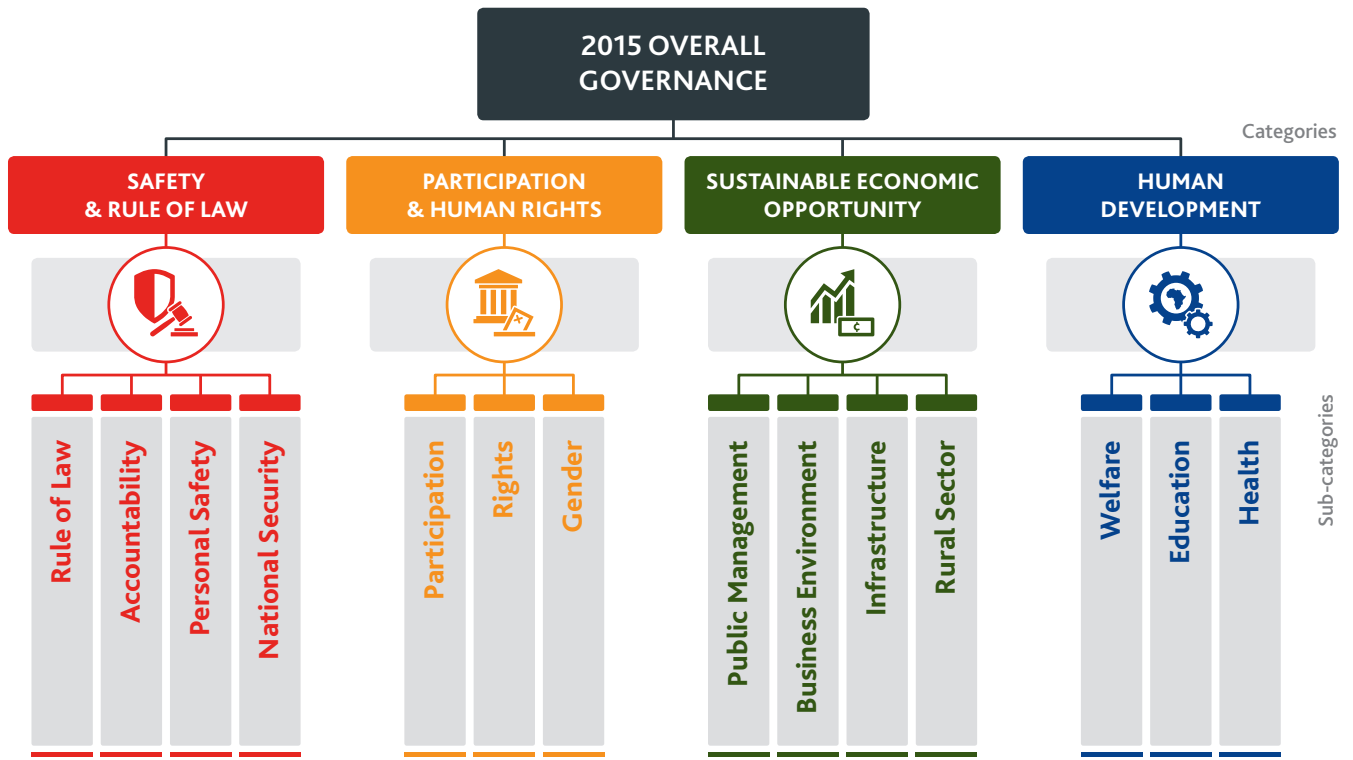 2015 OVERALL
GOVERNANCE
Categories
SAFETY
& RULE OF LAW
PARTICIPATION
& HUMAN RIGHTS
SUSTAINABLE ECONOMIC
OPPORTUNITY
HUMAN
DEVELOPMENT
¢
Sub-categories
Rule of Law
Accountability
Personal Safety
National Security
Participation
Rights
Gender
Public Management
Business Environment
Infrastructure
Rural Sector
Welfare
Education
Health